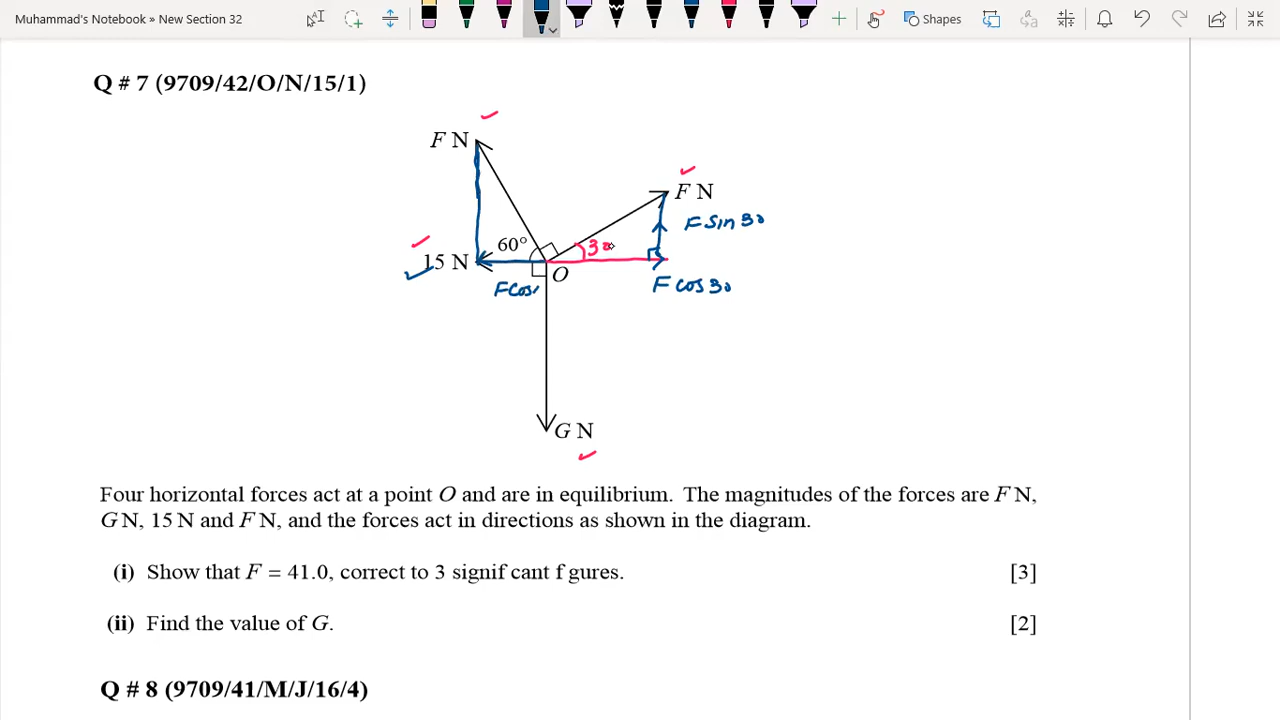 Muhammad's Notebook » New Section 32
Shapes
Q # 7 (9709/42/O/N/15/1)
F N
F N
F sin 30
60°
30
15 N
O
Fcos
F cos 30
G N
Four horizontal forces act at a point O and are in equilibrium. The magnitudes of the forces are F N,
G N, 15 N and F N, and the forces act in directions as shown in the diagram.
(i) Show that F = 41.0, correct to 3 signif cant f gures. [3]
(ii) Find the value of G. [2]
Q # 8 (9709/41/M/J/16/4)